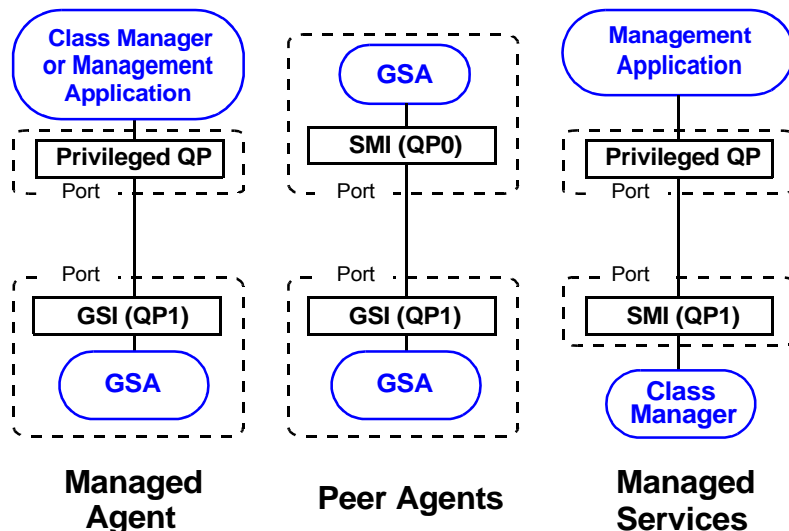 Class Manager
or Management
Application
Privileged QP
Port
Port
GSI (QP1)
GSA
Managed
Agent
GSA
SMI (QP0)
Port
Port
GSI (QP1)
GSA
Peer Agents
Management
Application
Privileged QP
Port
Port
SMI (QP1)
Class
Manager
Managed
Services